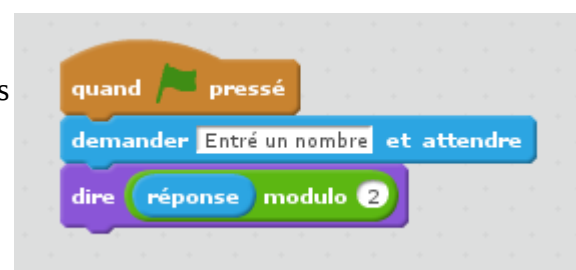 quand pressé
s
demander Entré un nombre et attendre
dire réponse modulo 2